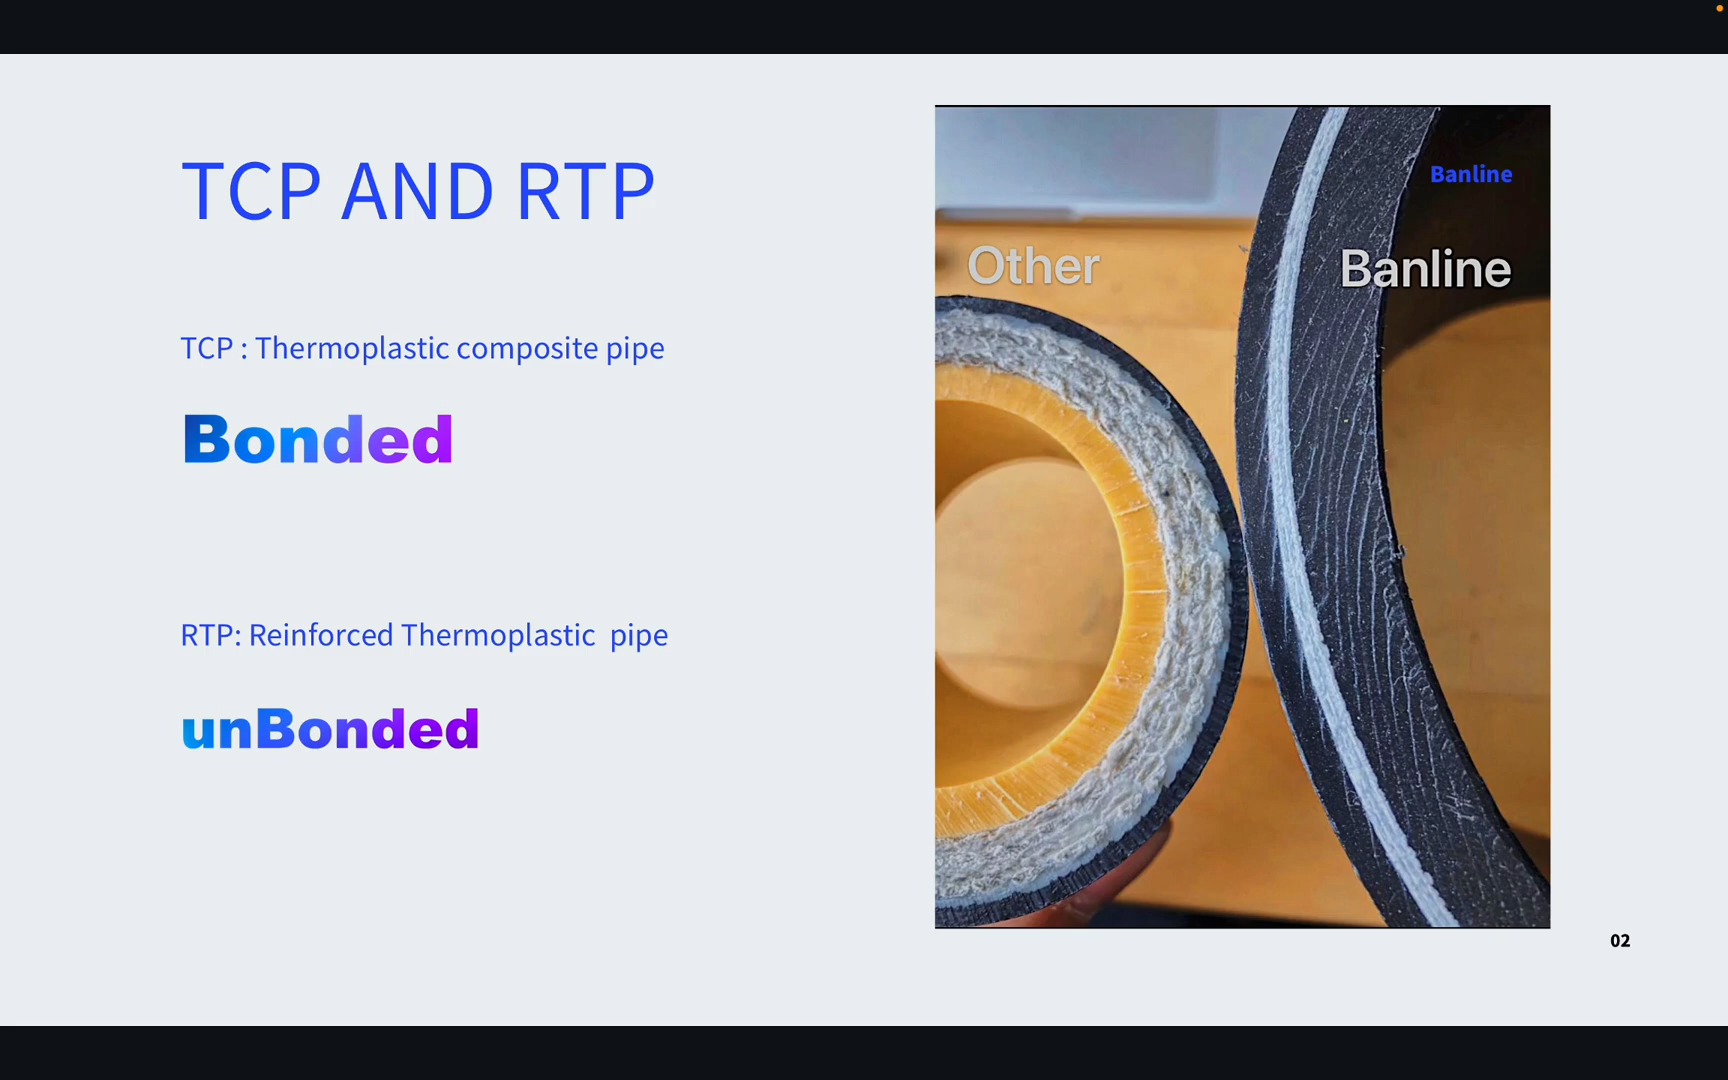 TCP AND RTP
TCP : Thermoplastic composite pipe
Bonded
RTP: Reinforced Thermoplastic  pipe
unBonded
Banline
Other
Banline
02